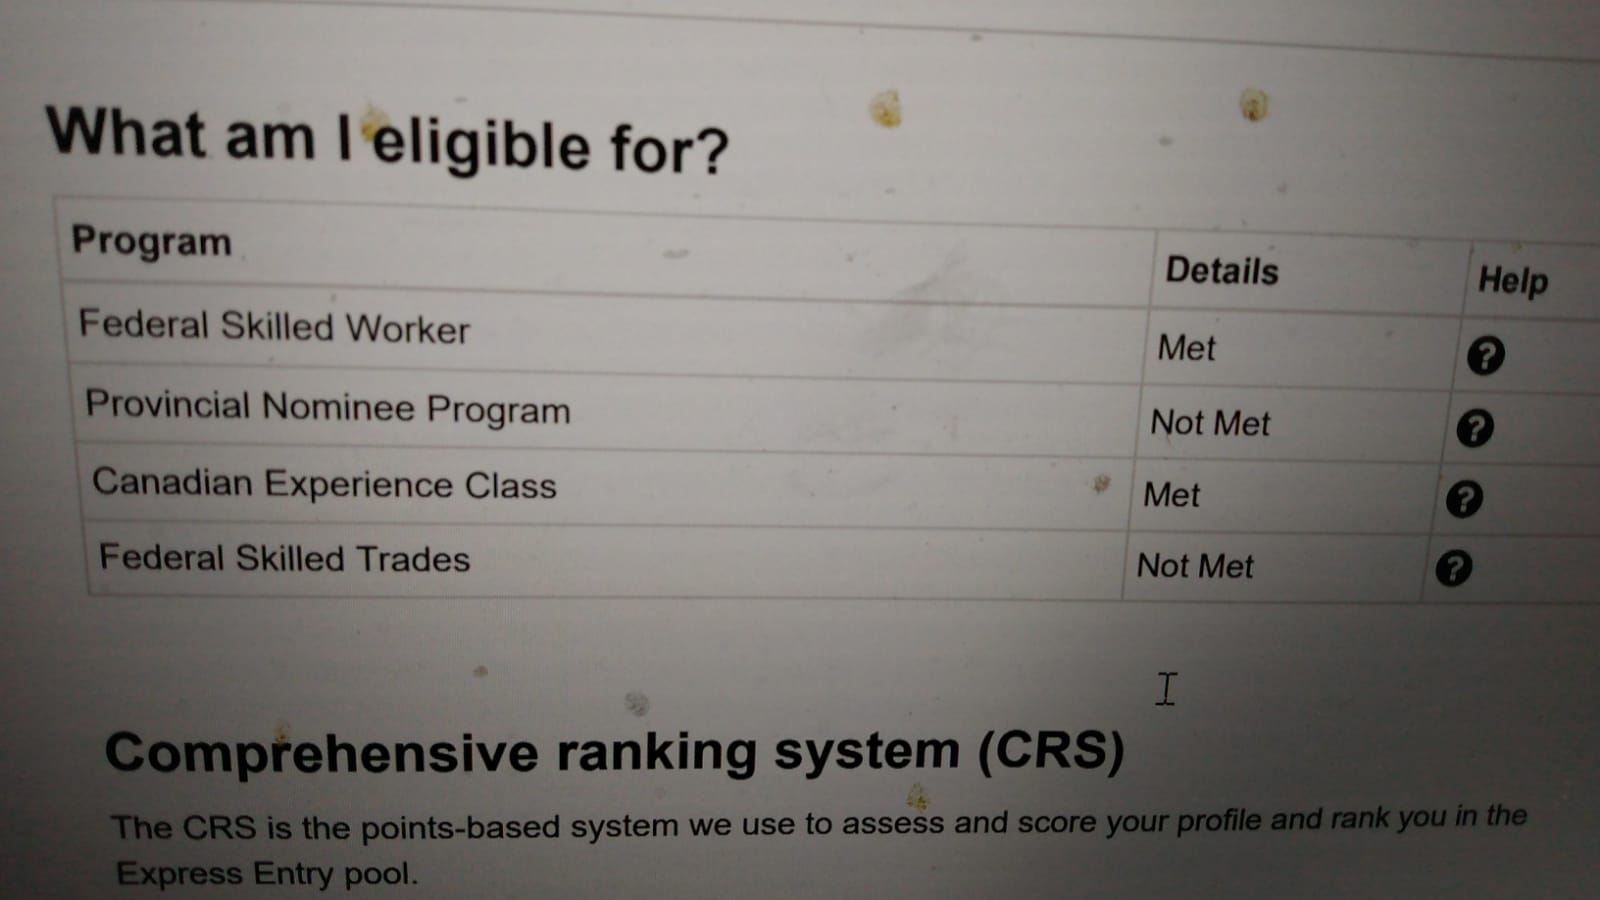 What am I eligible for?
Program Details Help
Federal Skilled Worker Met ?
Provincial Nominee Program Not Met ?
Canadian Experience Class Met ?
Federal Skilled Trades Not Met ?
Comprehensive ranking system (CRS)
The CRS is the points-based system we use to assess and score your profile and rank you in the
Express Entry pool.